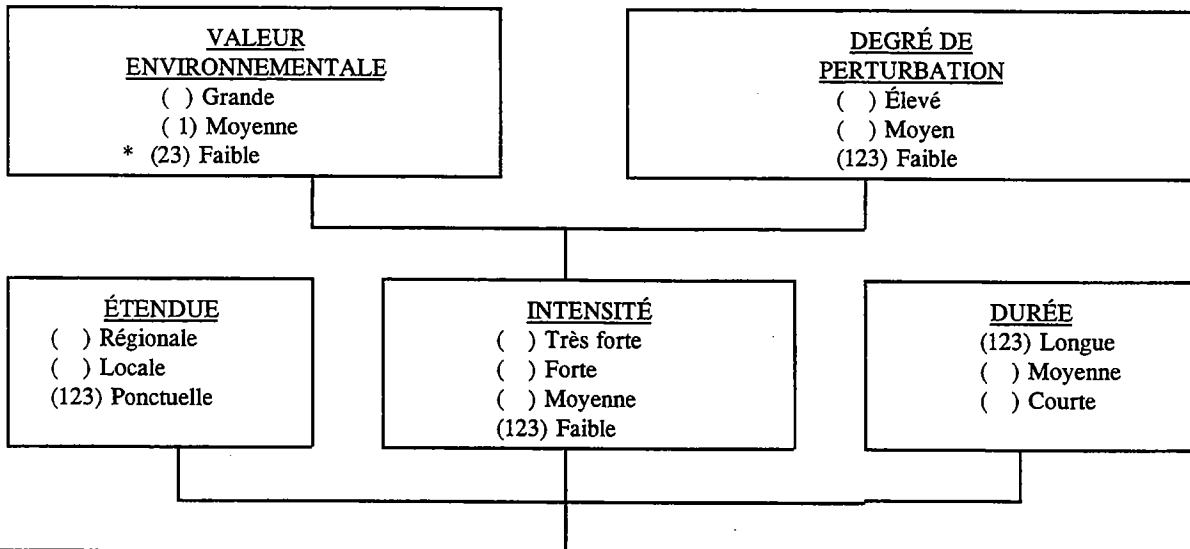 VALEUR
ENVIRONNEMENTALE
( ) Grande
( 1) Moyenne
* (23) Faible
DEGRÉ DE
PERTURBATION
( ) Élevé
( ) Moyen
(123) Faible
ÉTENDUE
( ) Régionale
( ) Locale
(123) Ponctuelle
INTENSITÉ
( ) Très forte
( ) Forte
( ) Moyenne
(123) Faible
DURÉE
(123) Longue
( ) Moyenne
( ) Courte